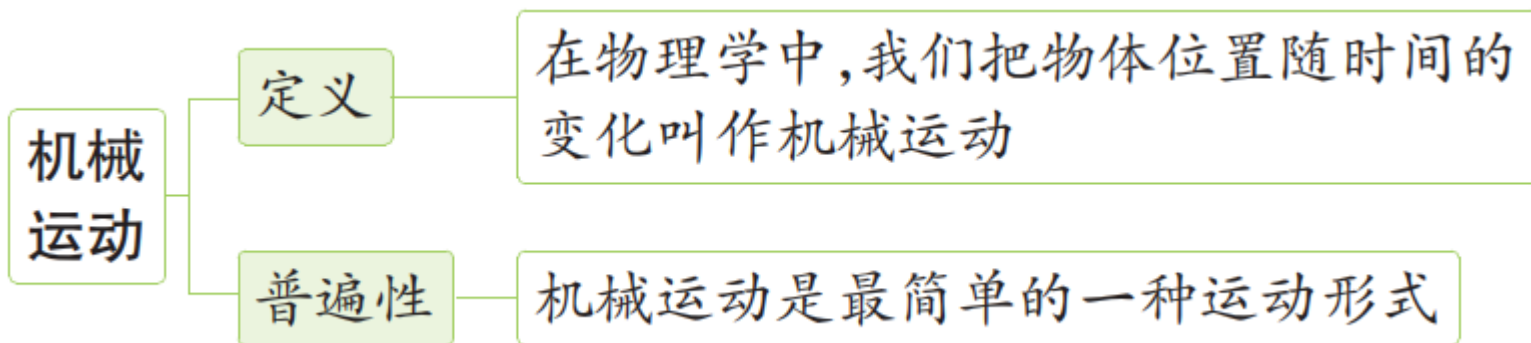 机械
运动
定义
在物理学中,我们把物体位置随时间的
变化叫作机械运动
普遍性
机械运动是最简单的一种运动形式